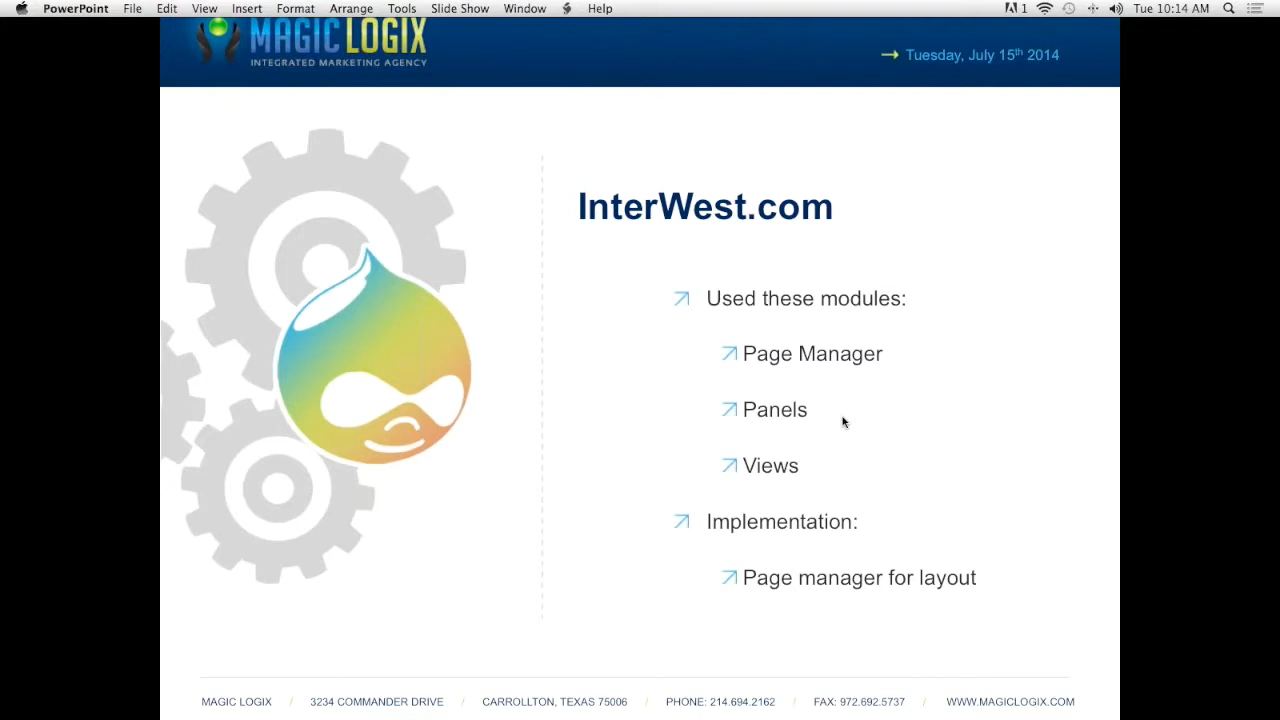 PowerPoint File Edit View Insert Format Arrange Tools Slide Show Window Help 1 Tue 10:14 AM
MAGIC LOGIX
INTEGRATED MARKETING AGENCY
Tuesday, July 15th 2014
InterWest.com
Used these modules:
Page Manager
Panels
Views
Implementation:
Page manager for layout
MAGIC LOGIX / 3234 COMMANDER DRIVE / CARROLLTON, TEXAS 75006 / PHONE: 214.694.2162 / FAX: 972.692.5737 / WWW.MAGICLOGIX.COM